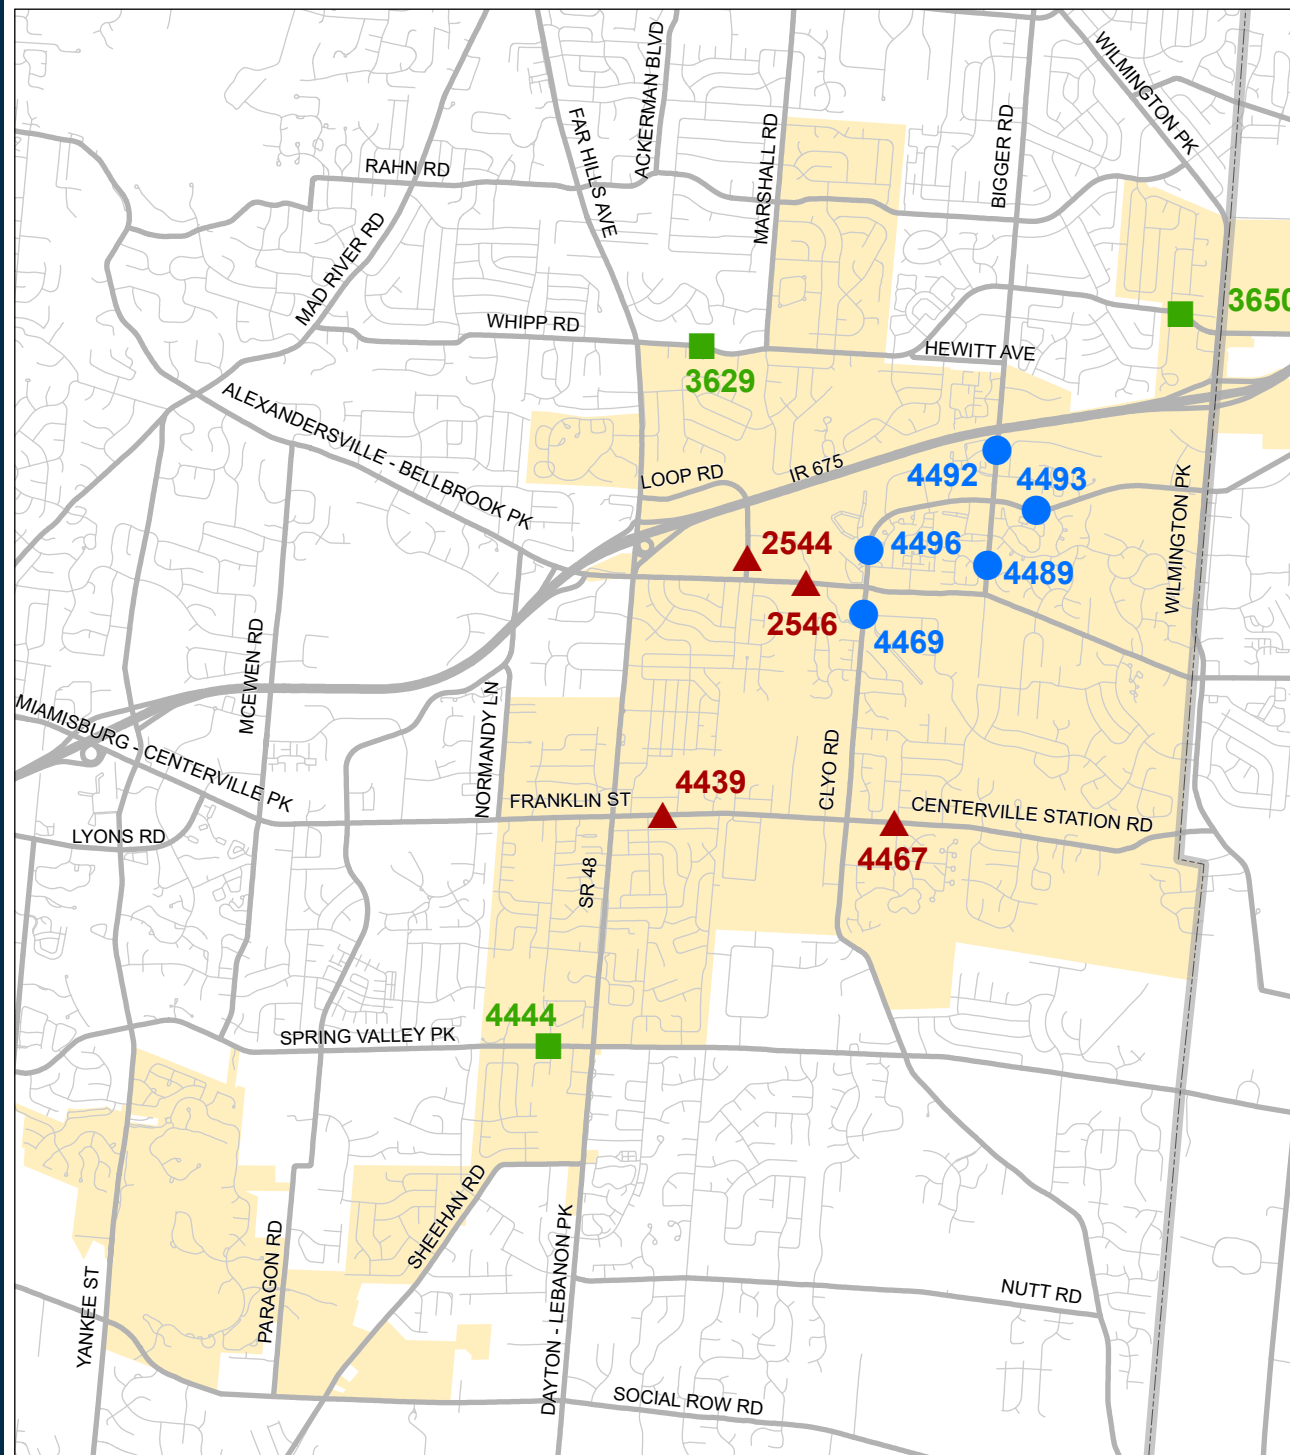 WILMINGTON PK
ACKERMAN BLVD
FAR HILLS AVE
BIGGER RD
MARSHALL RD
RAHN RD
MAD RIVER RD
3650
WHIPP RD
HEWITT AVE
3629
ALEXANDERSVILLE - BELLBROOK PK
LOOP RD
IR 675
4492
4493
WILMINGTON PK
2544
4496
4489
2546
4469
MCEWEN RD
MIAMISBURG - CENTERVILLE PK
NORMANDY LN
CLYO RD
4439
FRANKLIN ST
CENTERVILLE STATION RD
LYONS RD
4467
SR 48
4444
SPRING VALLEY PK
SHEEHAN RD
PARAGON RD
YANKEE ST
DAYTON - LEBANON PK
NUTT RD
SOCIAL ROW RD